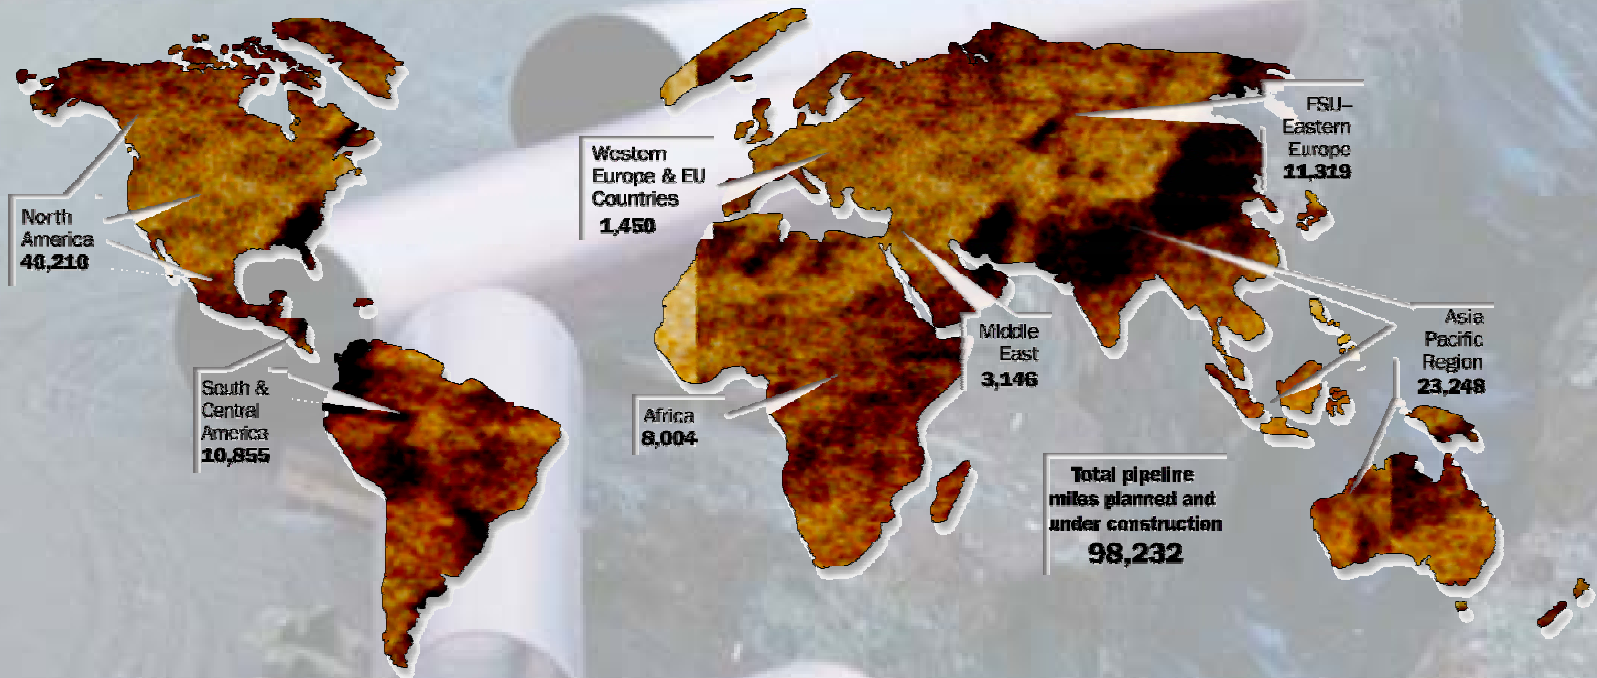 North
America
40,210
South &
Central
America
10,855
Western
Europe & EU
Countries
1,450
Africa
8,004
Middle
East
3,146
FSU–
Eastern
Europe
11,319
Asia
Pacific
Region
23,248
Total pipeline
miles planned and
under construction
98,232